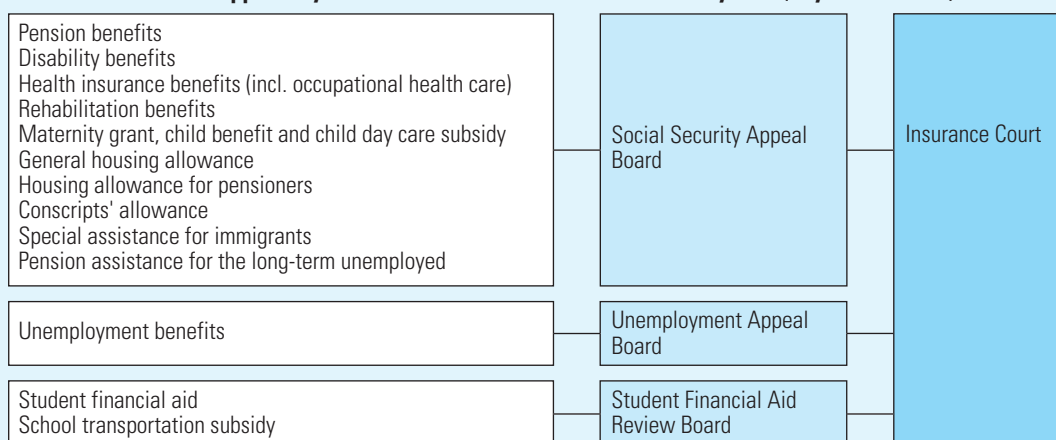 Pension benefits
Disability benefits
Health insurance benefits (incl. occupational health care)
Rehabilitation benefits
Maternity grant, child benefit and child day care subsidy
General housing allowance
Housing allowance for pensioners
Conscripts' allowance
Special assistance for immigrants
Pension assistance for the long-term unemployed
Social Security Appeal
Board
Insurance Court
Unemployment benefits
Unemployment Appeal
Board
Student financial aid
School transportation subsidy
Student Financial Aid
Review Board